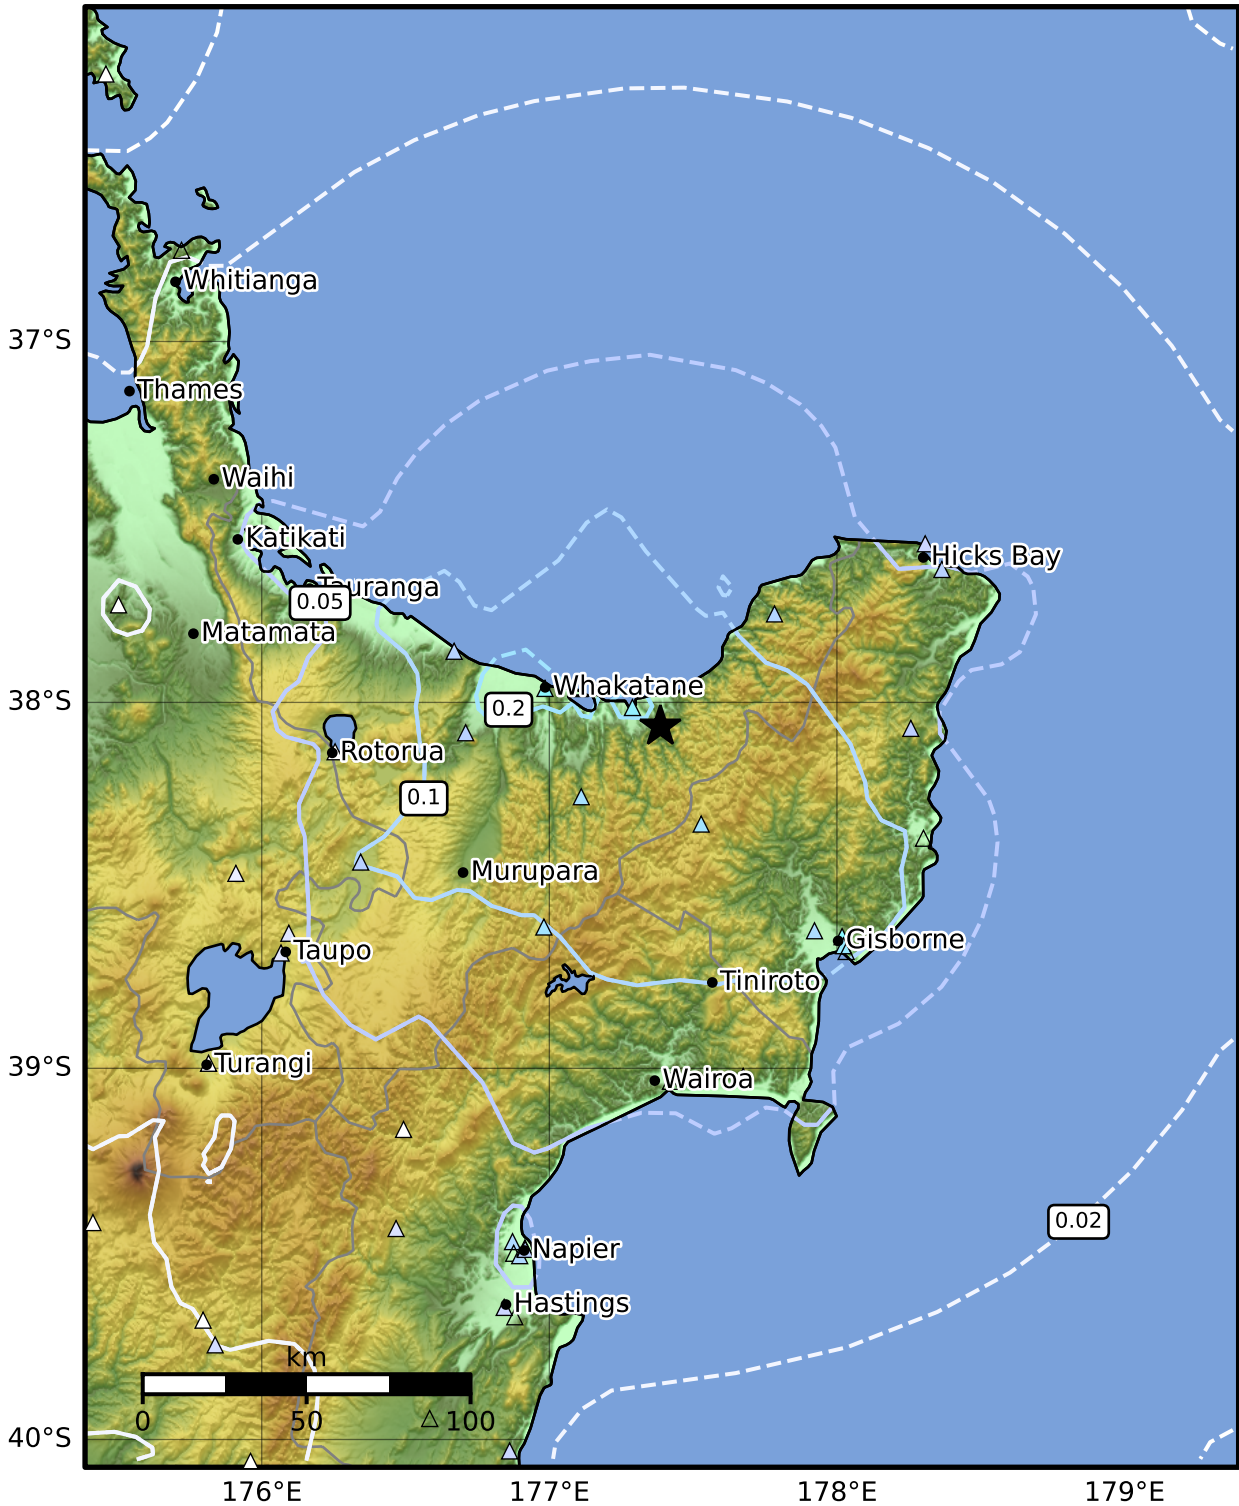 Whitianga
37°S
Thames
Waihi
Katikati
Hicks Bay
Tauranga
0.05
Matamata
Whakatane
38°S
0.2
Rotorua
0.1
Murupara
Gisborne
Taupo
Tiniroto
Turangi
39°S
Wairoa
0.02
Napier
Hastings
km
0 50 100
40°S
176°E 177°E 178°E 179°E